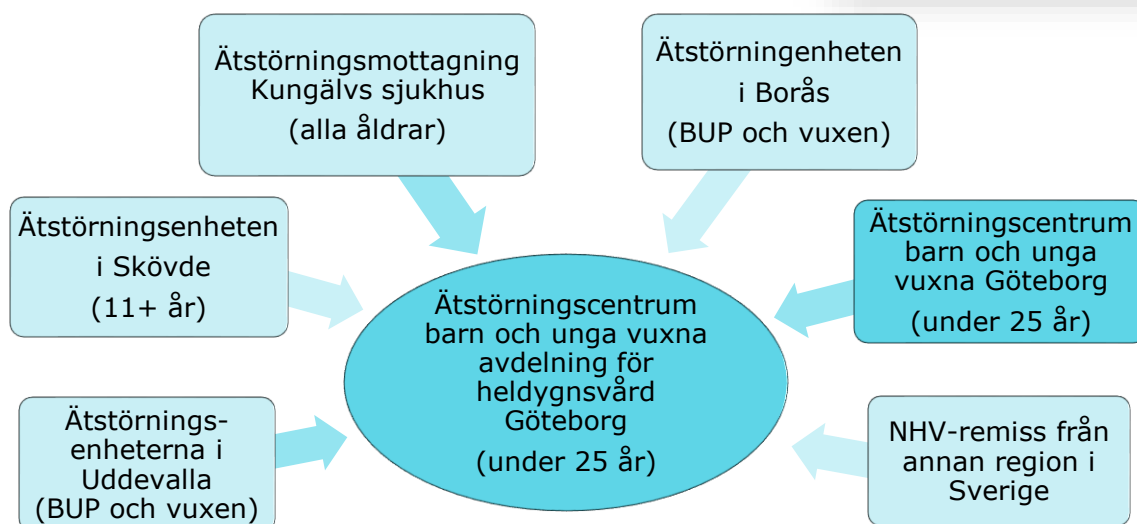 Ätstörningsmottagning
Kungälvs sjukhus
(alla åldrar)
Ätstörningenheten
i Borås
(BUP och vuxen)
Ätstörningsenheten
i Skövde
(11+ år)
Ätstörningscentrum
barn och unga
vuxna Göteborg
(under 25 år)
Ätstörningscentrum
barn och unga vuxna
avdelning för
heldygnsvård
Göteborg
(under 25 år)
Ätstörnings-
enheterna i
Uddevalla
(BUP och vuxen)
NHV-remiss från
annan region i
Sverige